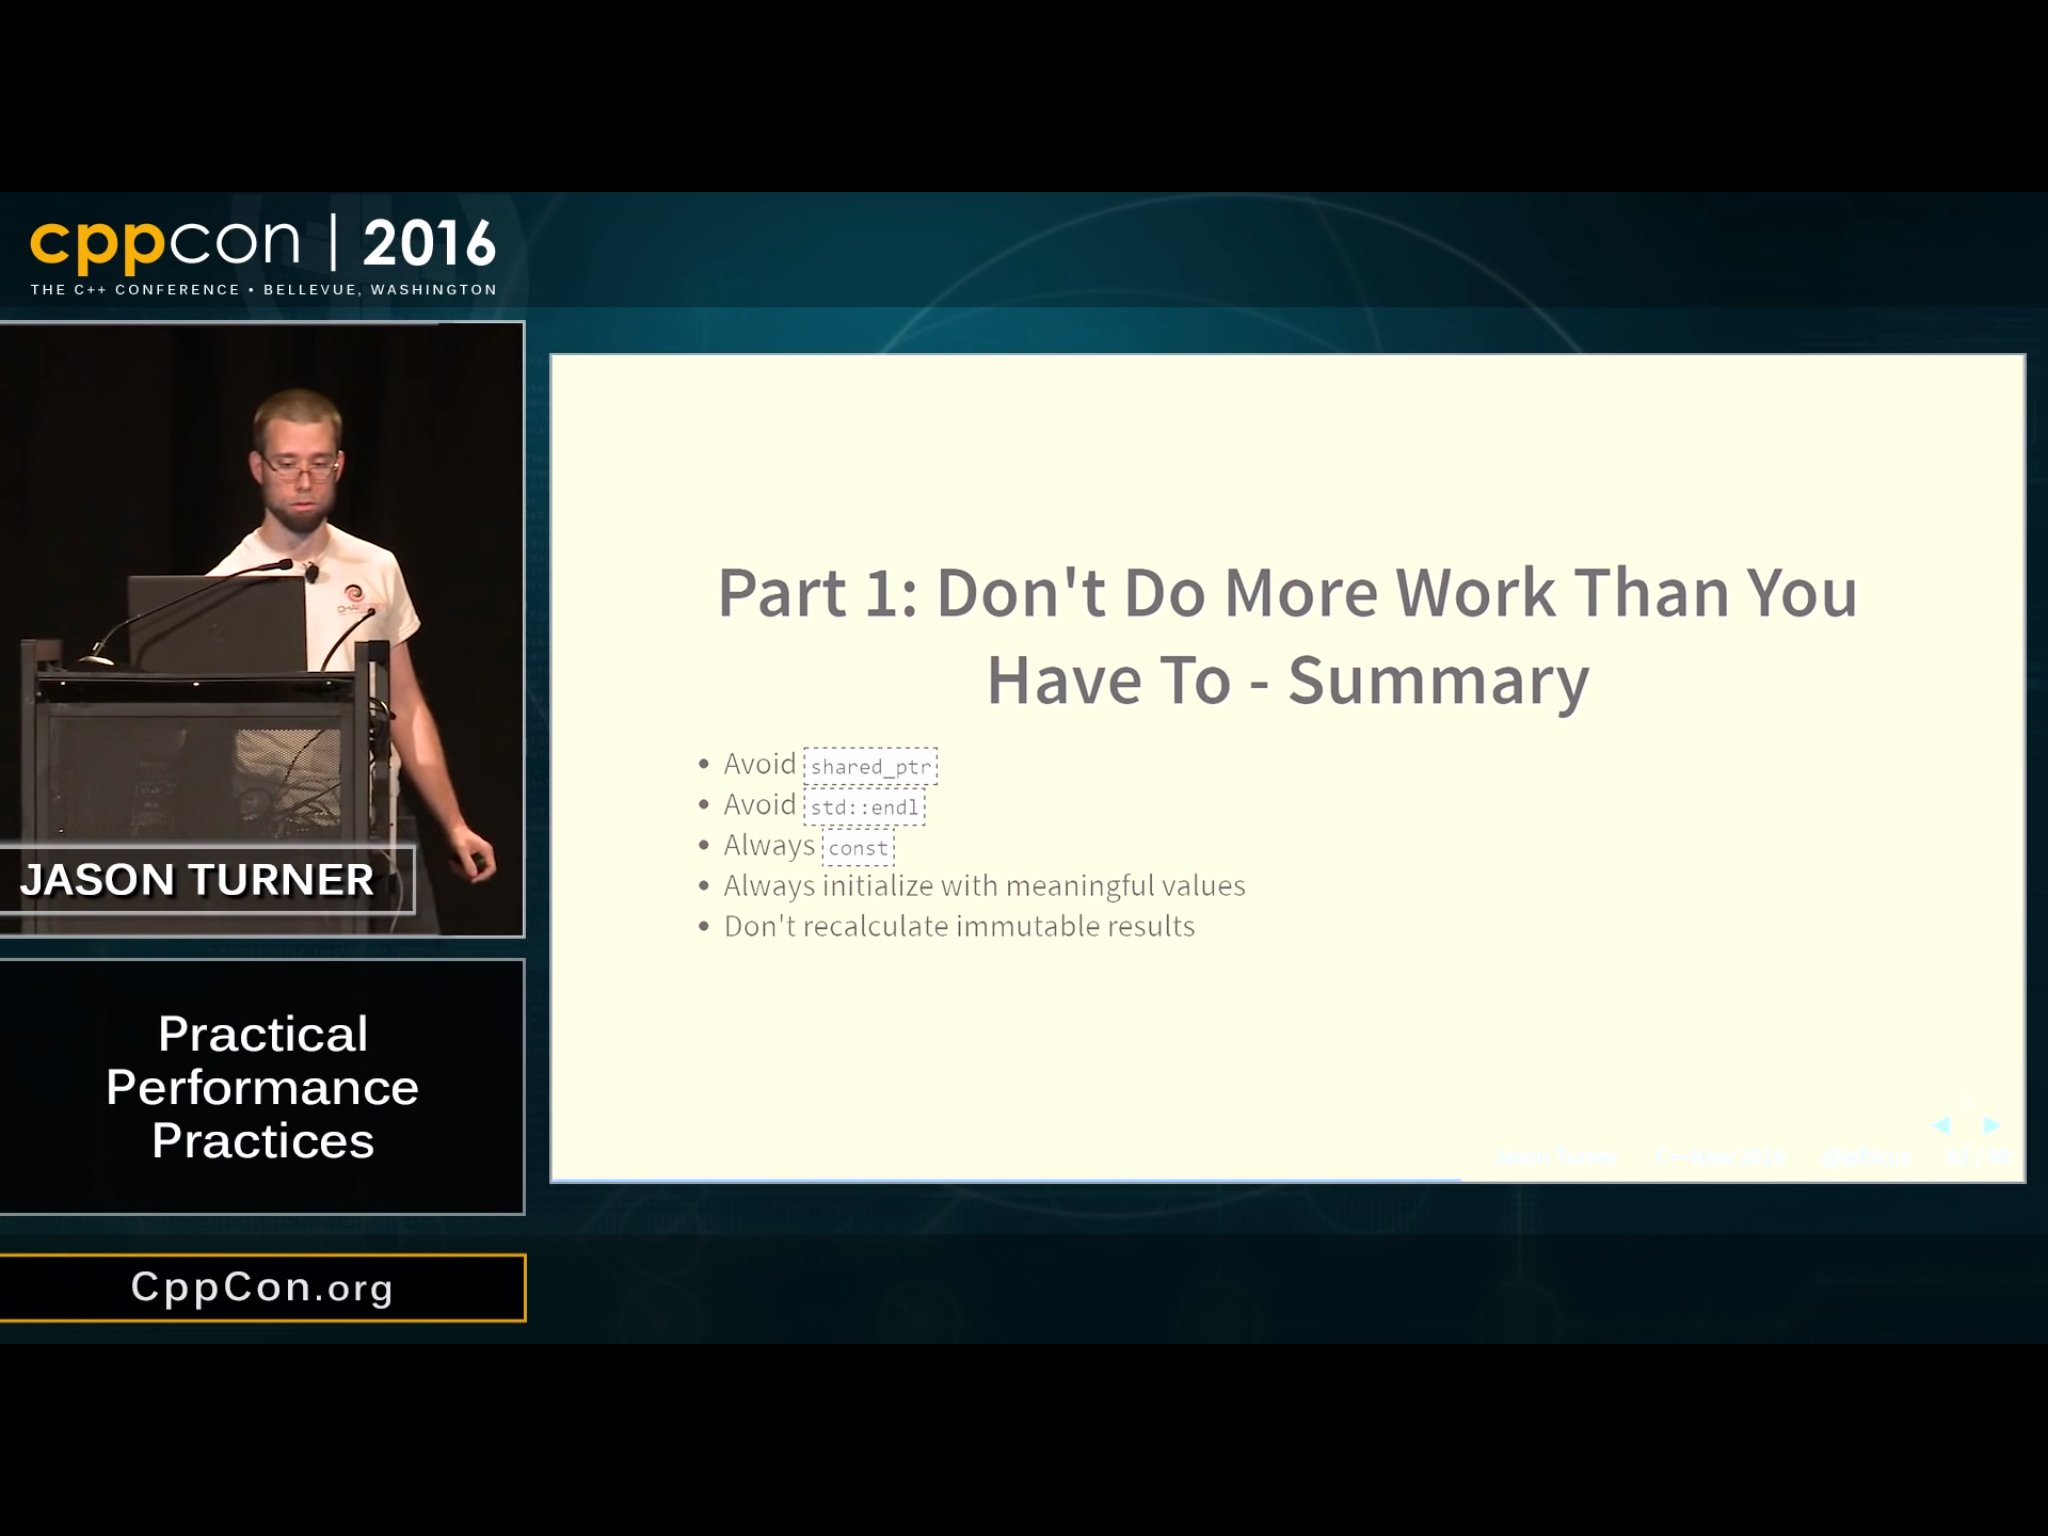 cppcon | 2016
THE C++ CONFERENCE • BELLEVUE, WASHINGTON
JASON TURNER
Practical
Performance
Practices
CppCon.org
Part 1: Don't Do More Work Than You
Have To - Summary
• Avoid shared_ptr
• Avoid std::endl
• Always const
• Always initialize with meaningful values
• Don't recalculate immutable results
Jason Turner